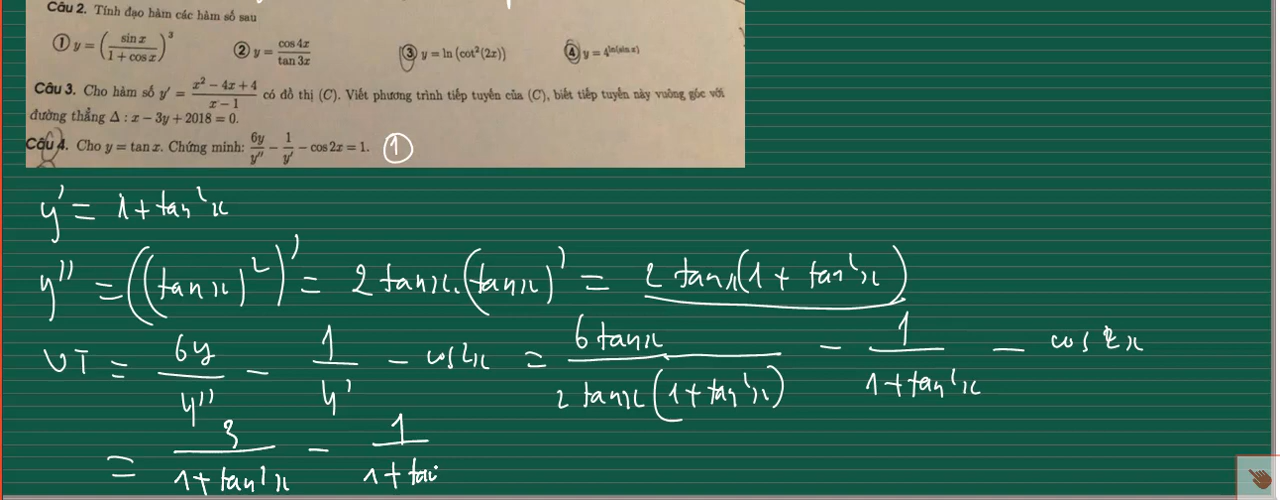 Câu 2. Tính đạo hàm các hàm số sau
① y = (sin x / (1 + cos x))³ ② y = cos 4x / tan 3x ③ y = ln (cot²(2x)) ④ y = 4^ln(sin x)
Câu 3. Cho hàm số y' = (x² − 4x + 4) / (x − 1) có đồ thị (C). Viết phương trình tiếp tuyến của (C), biết tiếp tuyến này vuông góc với
đường thẳng Δ : x − 3y + 2018 = 0.
Câu 4. Cho y = tan x. Chứng minh: 6y/y'' − 1/y' − cos 2x = 1. ①
y' = 1 + tan²x
y'' = ((tan x)²)' = 2 tan x. (tan x)' = 2 tan x (1 + tan²x)
VT = 6y/y'' − 1/y' − cos2x = 6 tan x / (2 tan x (1 + tan²x)) − 1/(1 + tan²x) − cos 2x
= 3/(1 + tan²x) − 1/(1 + tan